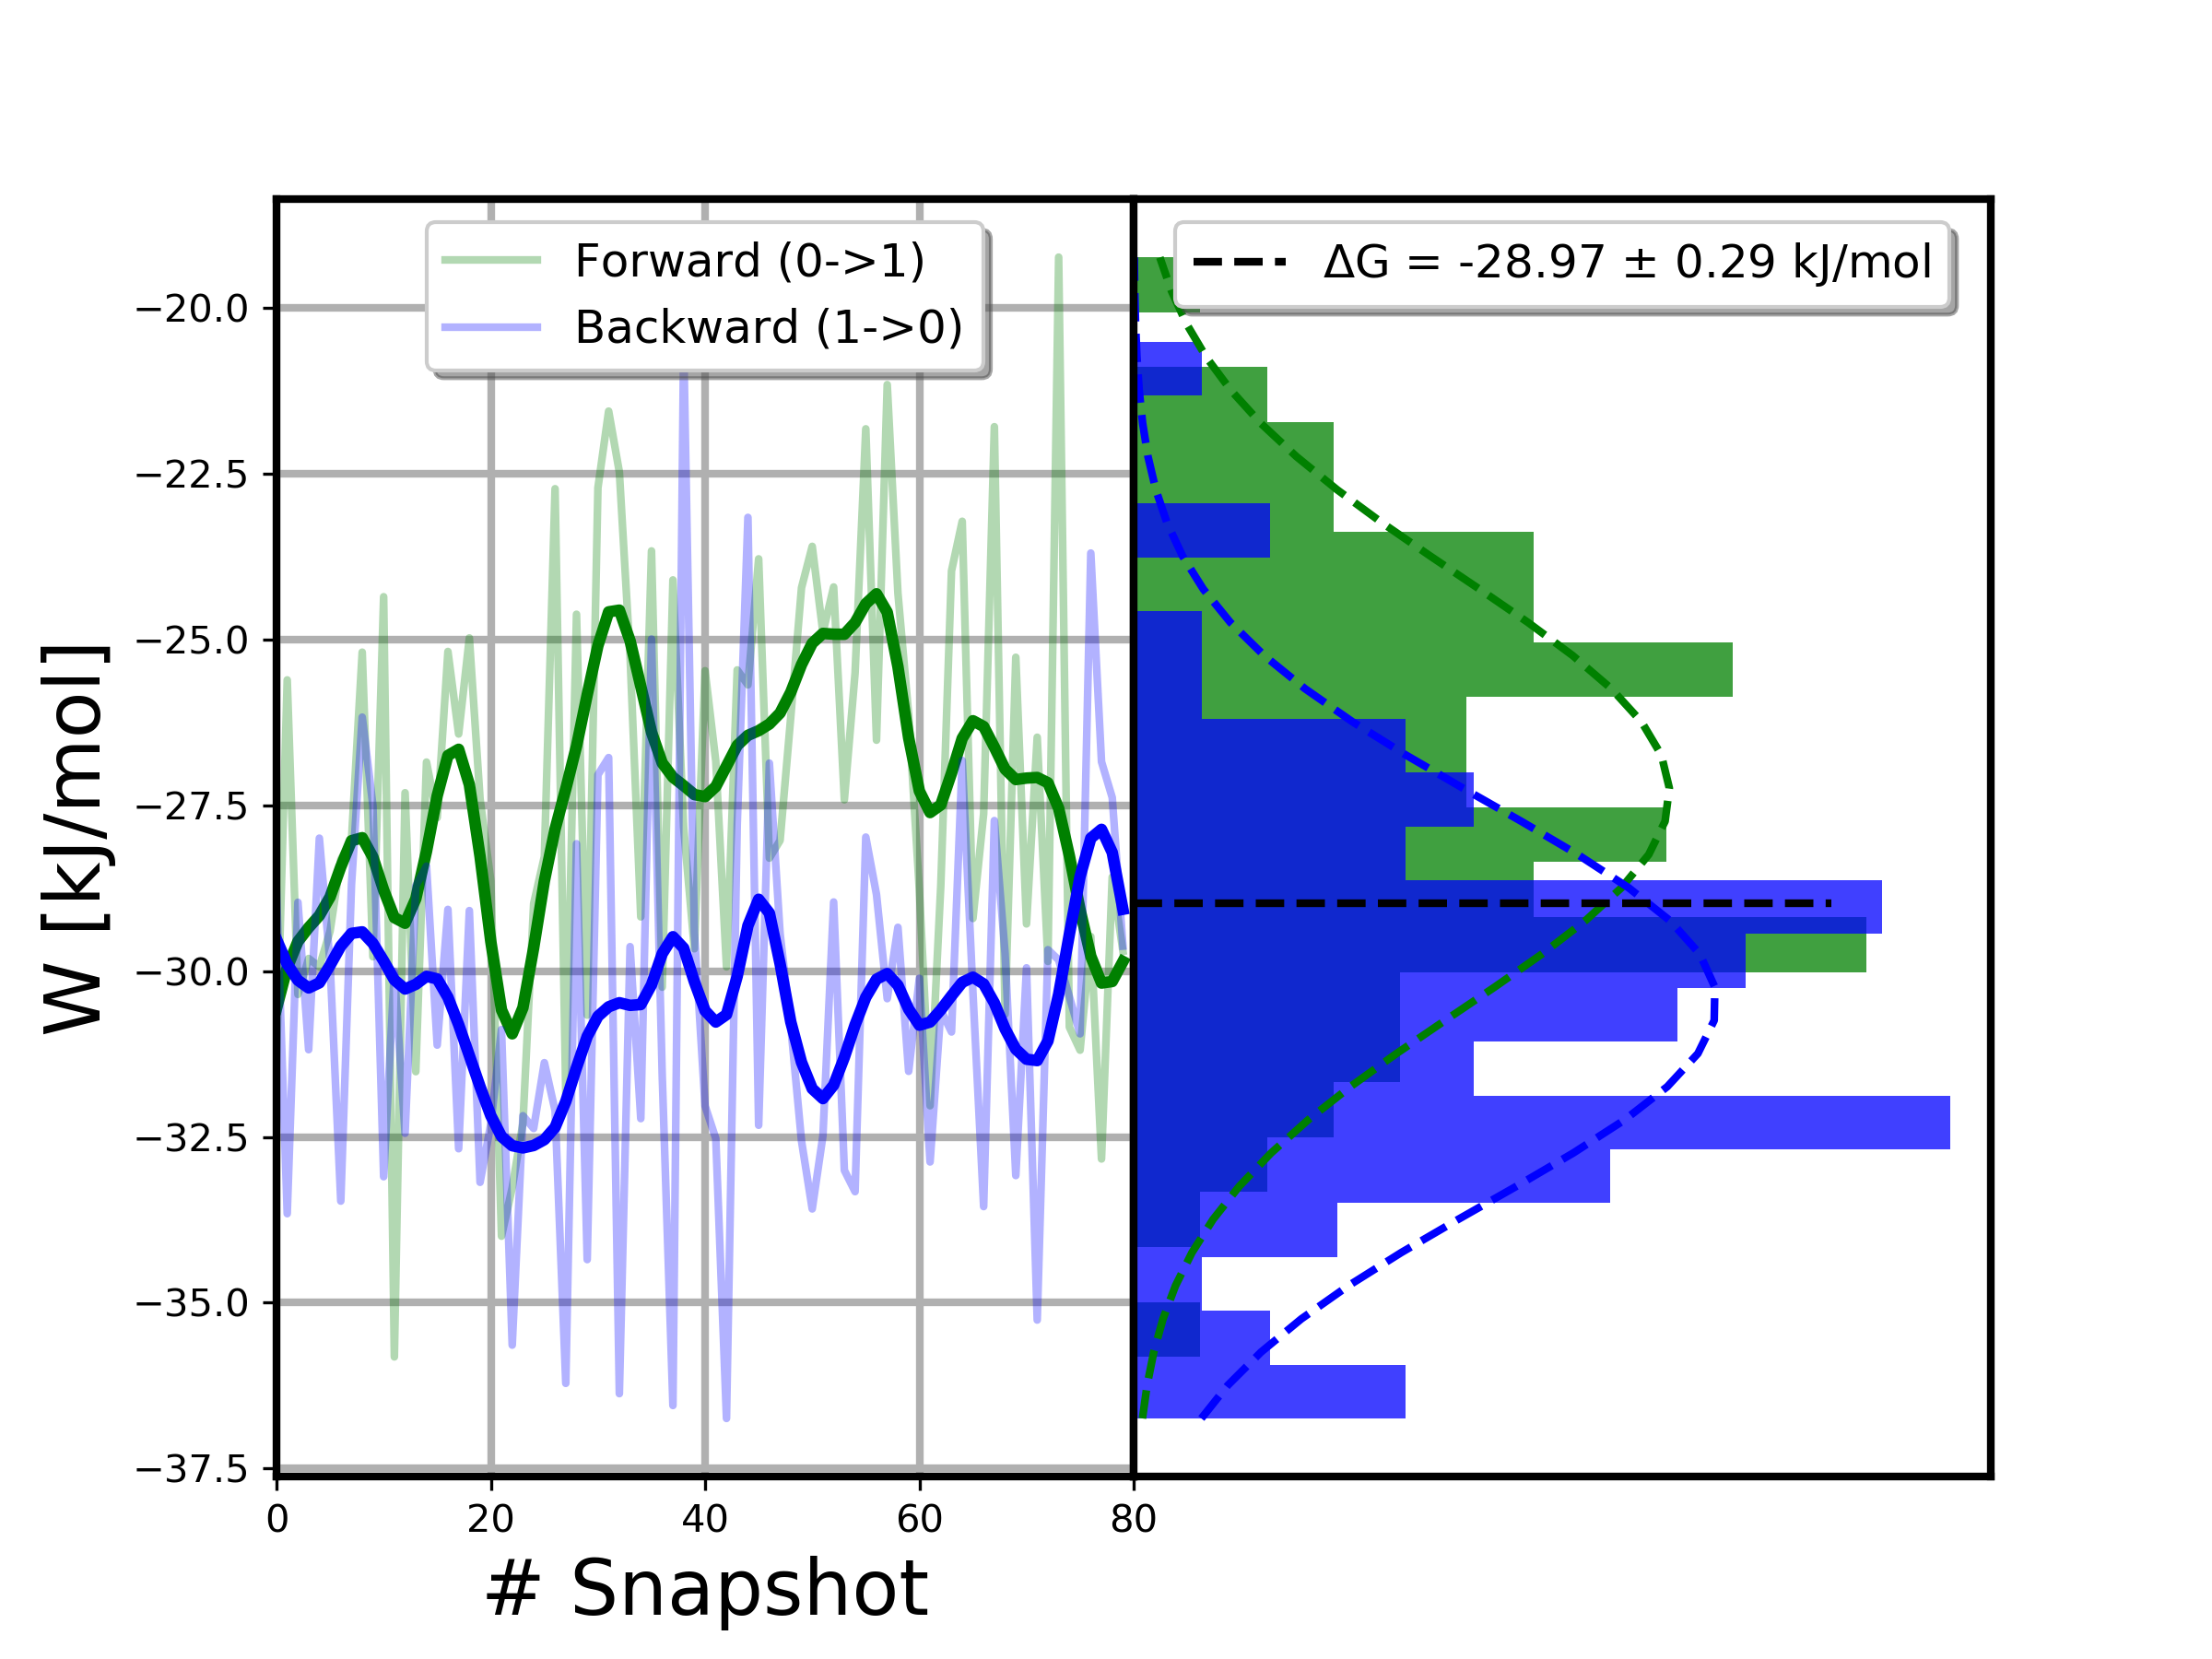 Forward (0->1)
Backward (1->0)
ΔG = -28.97 ± 0.29 kJ/mol
W [kJ/mol]
−20.0
−22.5
−25.0
−27.5
−30.0
−32.5
−35.0
−37.5
0 20 40 60 80
# Snapshot